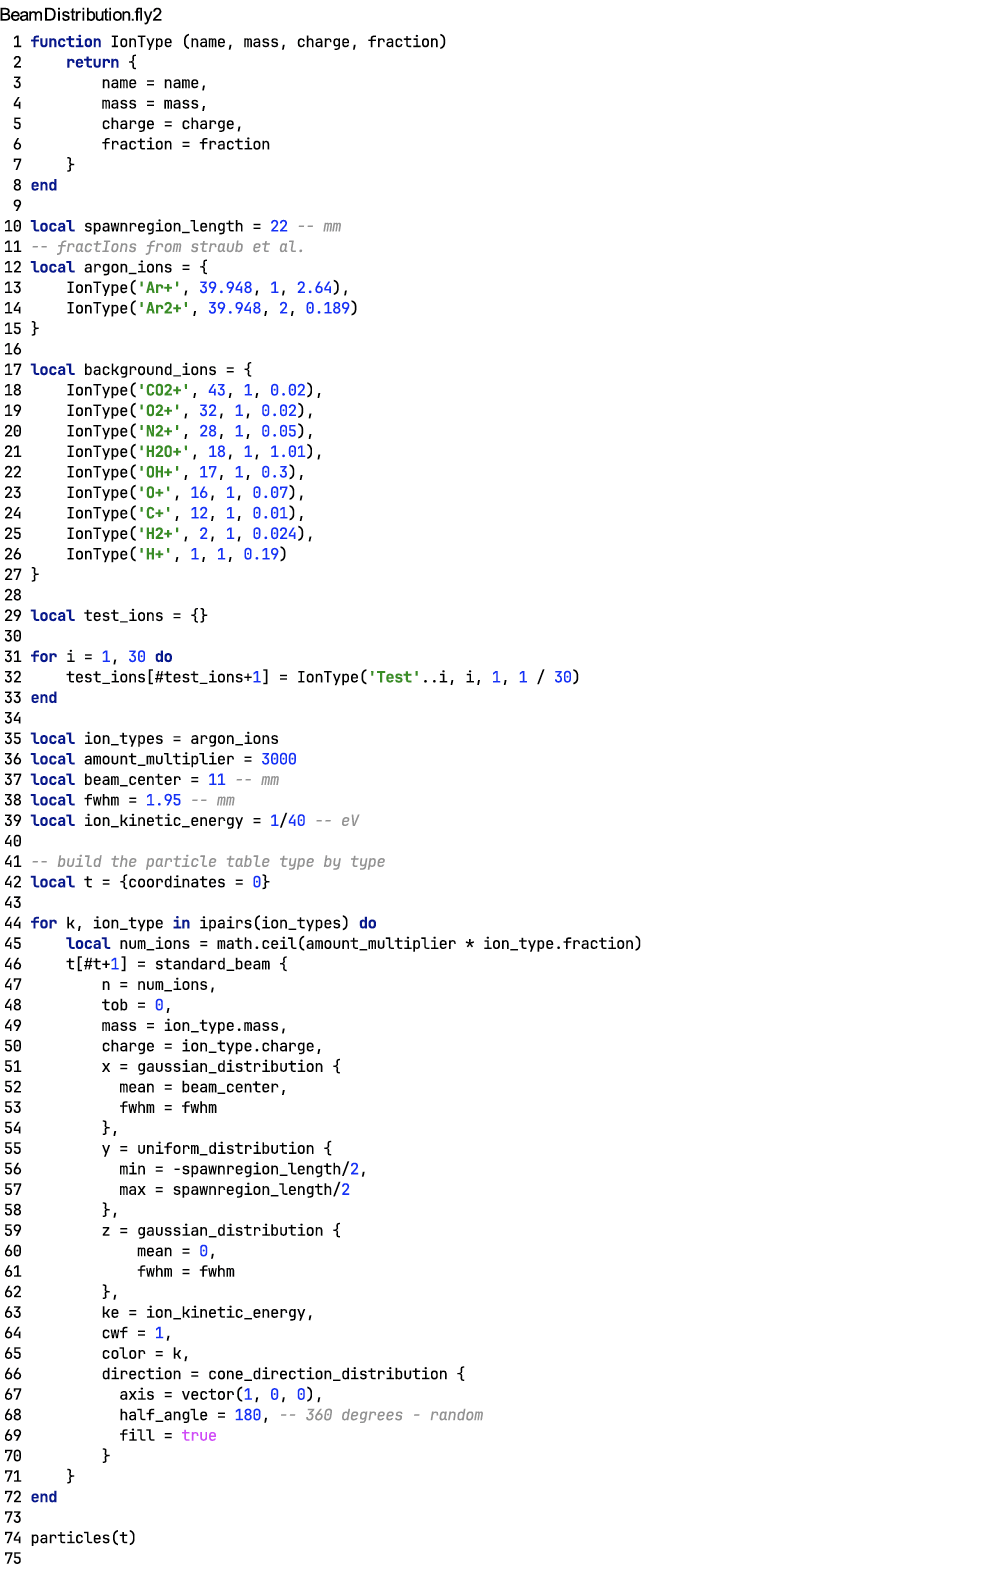 BeamDistribution.fly2
1 function IonType (name, mass, charge, fraction)
2     return {
3         name = name,
4         mass = mass,
5         charge = charge,
6         fraction = fraction
7     }
8 end
9
10 local spawnregion_length = 22 -- mm
11 -- fractIons from straub et al.
12 local argon_ions = {
13     IonType('Ar+', 39.948, 1, 2.64),
14     IonType('Ar2+', 39.948, 2, 0.189)
15 }
16
17 local background_ions = {
18     IonType('CO2+', 43, 1, 0.02),
19     IonType('O2+', 32, 1, 0.02),
20     IonType('N2+', 28, 1, 0.05),
21     IonType('H2O+', 18, 1, 1.01),
22     IonType('OH+', 17, 1, 0.3),
23     IonType('O+', 16, 1, 0.07),
24     IonType('C+', 12, 1, 0.01),
25     IonType('H2+', 2, 1, 0.024),
26     IonType('H+', 1, 1, 0.19)
27 }
28
29 local test_ions = {}
30
31 for i = 1, 30 do
32     test_ions[#test_ions+1] = IonType('Test'..i, i, 1, 1 / 30)
33 end
34
35 local ion_types = argon_ions
36 local amount_multiplier = 3000
37 local beam_center = 11 -- mm
38 local fwhm = 1.95 -- mm
39 local ion_kinetic_energy = 1/40 -- eV
40
41 -- build the particle table type by type
42 local t = {coordinates = 0}
43
44 for k, ion_type in ipairs(ion_types) do
45     local num_ions = math.ceil(amount_multiplier * ion_type.fraction)
46     t[#t+1] = standard_beam {
47         n = num_ions,
48         tob = 0,
49         mass = ion_type.mass,
50         charge = ion_type.charge,
51         x = gaussian_distribution {
52           mean = beam_center,
53           fwhm = fwhm
54         },
55         y = uniform_distribution {
56           min = -spawnregion_length/2,
57           max = spawnregion_length/2
58         },
59         z = gaussian_distribution {
60             mean = 0,
61             fwhm = fwhm
62         },
63         ke = ion_kinetic_energy,
64         cwf = 1,
65         color = k,
66         direction = cone_direction_distribution {
67           axis = vector(1, 0, 0),
68           half_angle = 180, -- 360 degrees - random
69           fill = true
70         }
71     }
72 end
73
74 particles(t)
75